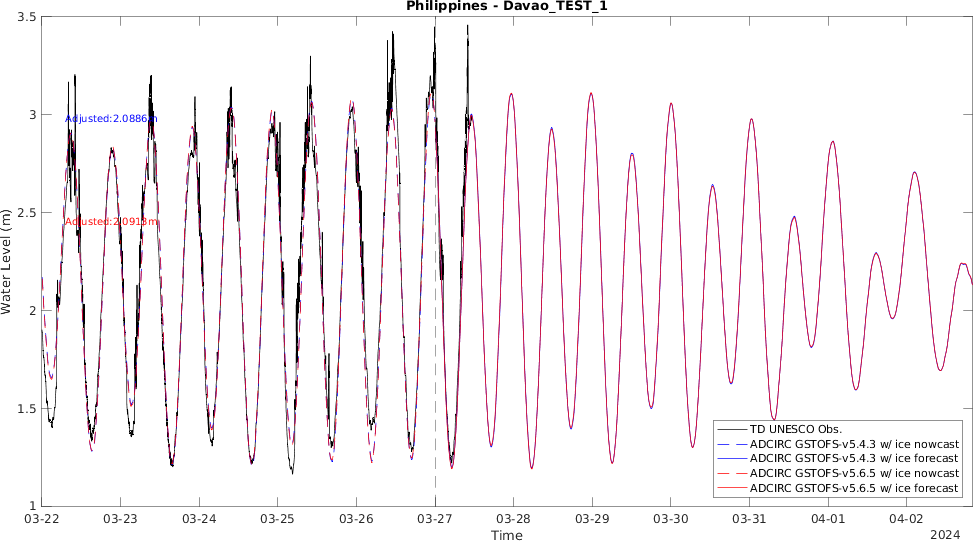 Philippines - Davao_TEST_1
3.5
3
2.5
2
1.5
1
Water Level (m)
Adjusted:2.0886m
Adjusted:2.0913m
TD UNESCO Obs.
ADCIRC GSTOFS-v5.4.3 w/ ice nowcast
ADCIRC GSTOFS-v5.4.3 w/ ice forecast
ADCIRC GSTOFS-v5.6.5 w/ ice nowcast
ADCIRC GSTOFS-v5.6.5 w/ ice forecast
03-22 03-23 03-24 03-25 03-26 03-27 03-28 03-29 03-30 03-31 04-01 04-02
Time
2024